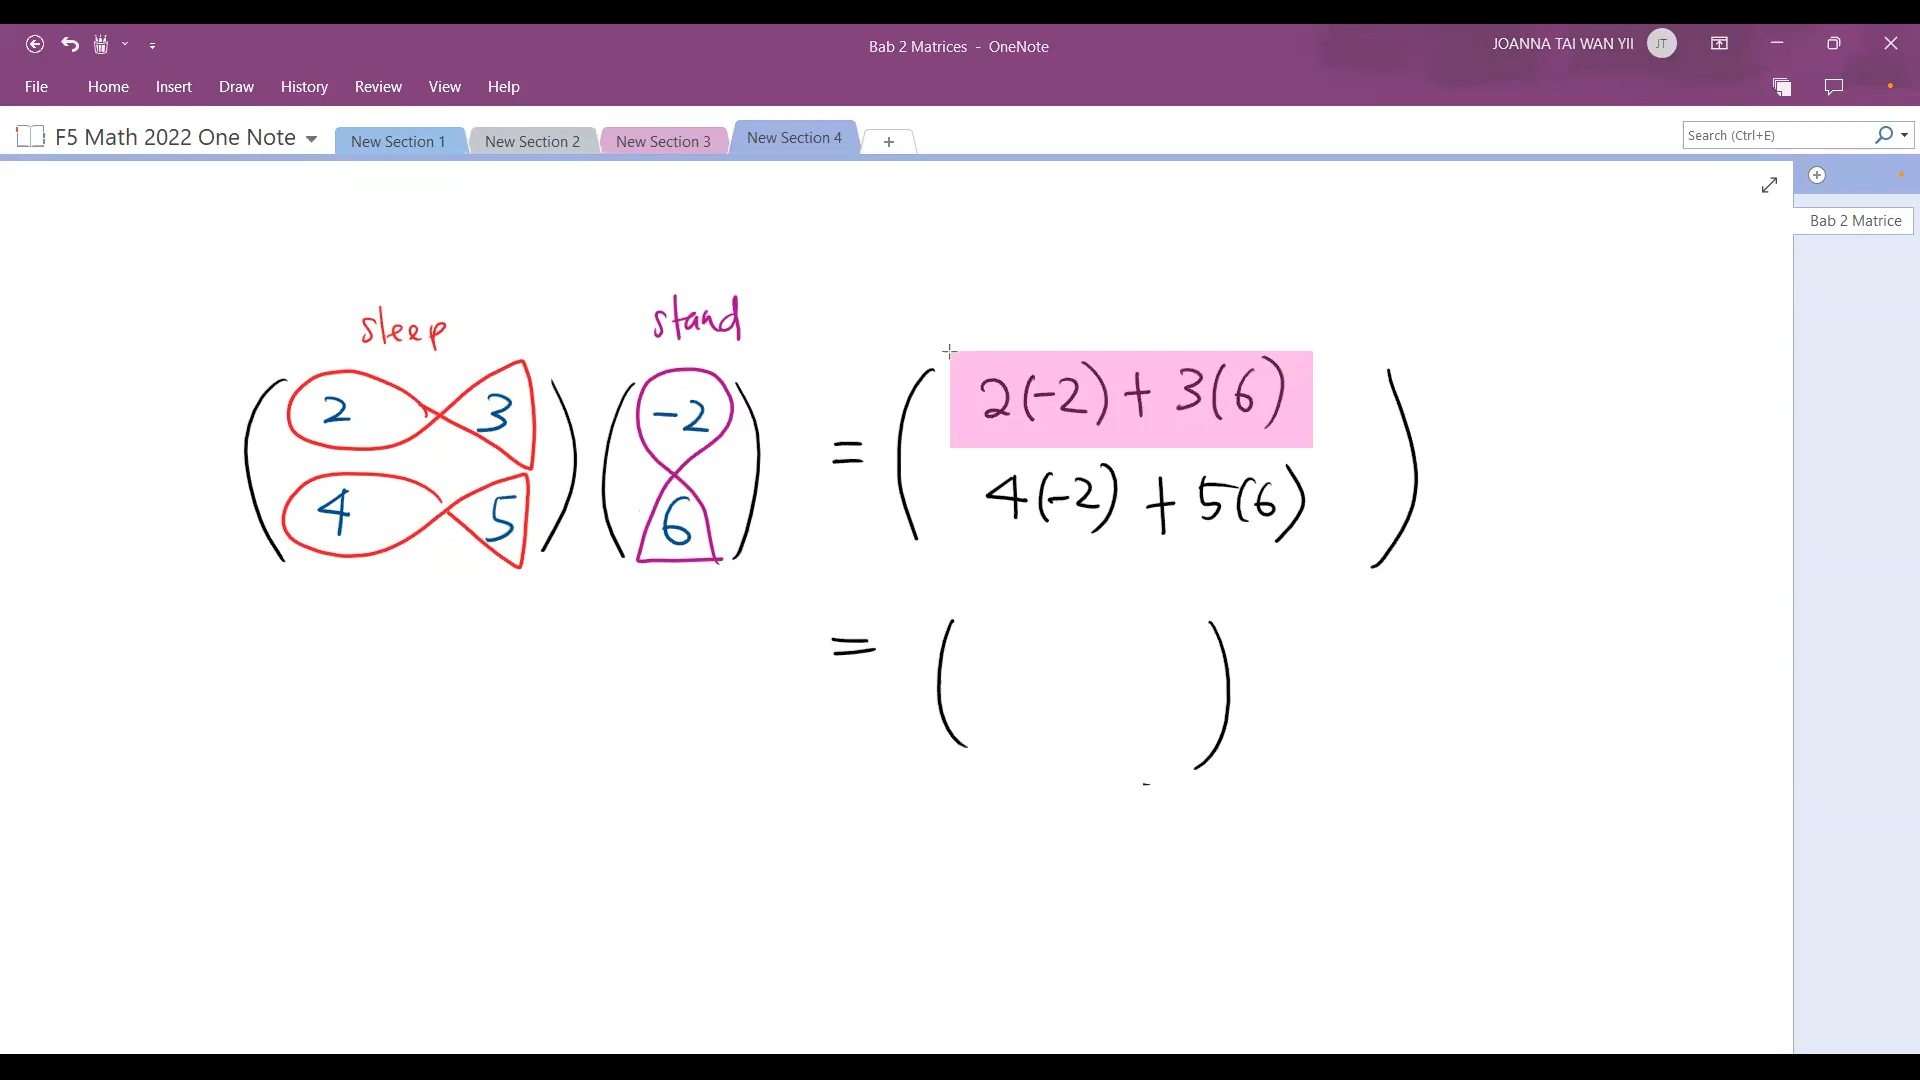 Bab 2 Matrices - OneNote
JOANNA TAI WAN YII JT
File Home Insert Draw History Review View Help
F5 Math 2022 One Note New Section 1 New Section 2 New Section 3 New Section 4 +
Search (Ctrl+E)
Bab 2 Matrice
sleep stand
( 2 3 ) ( -2 ) = ( 2(-2) + 3(6) )
4 5 6 4(-2) + 5(6)
= ( )